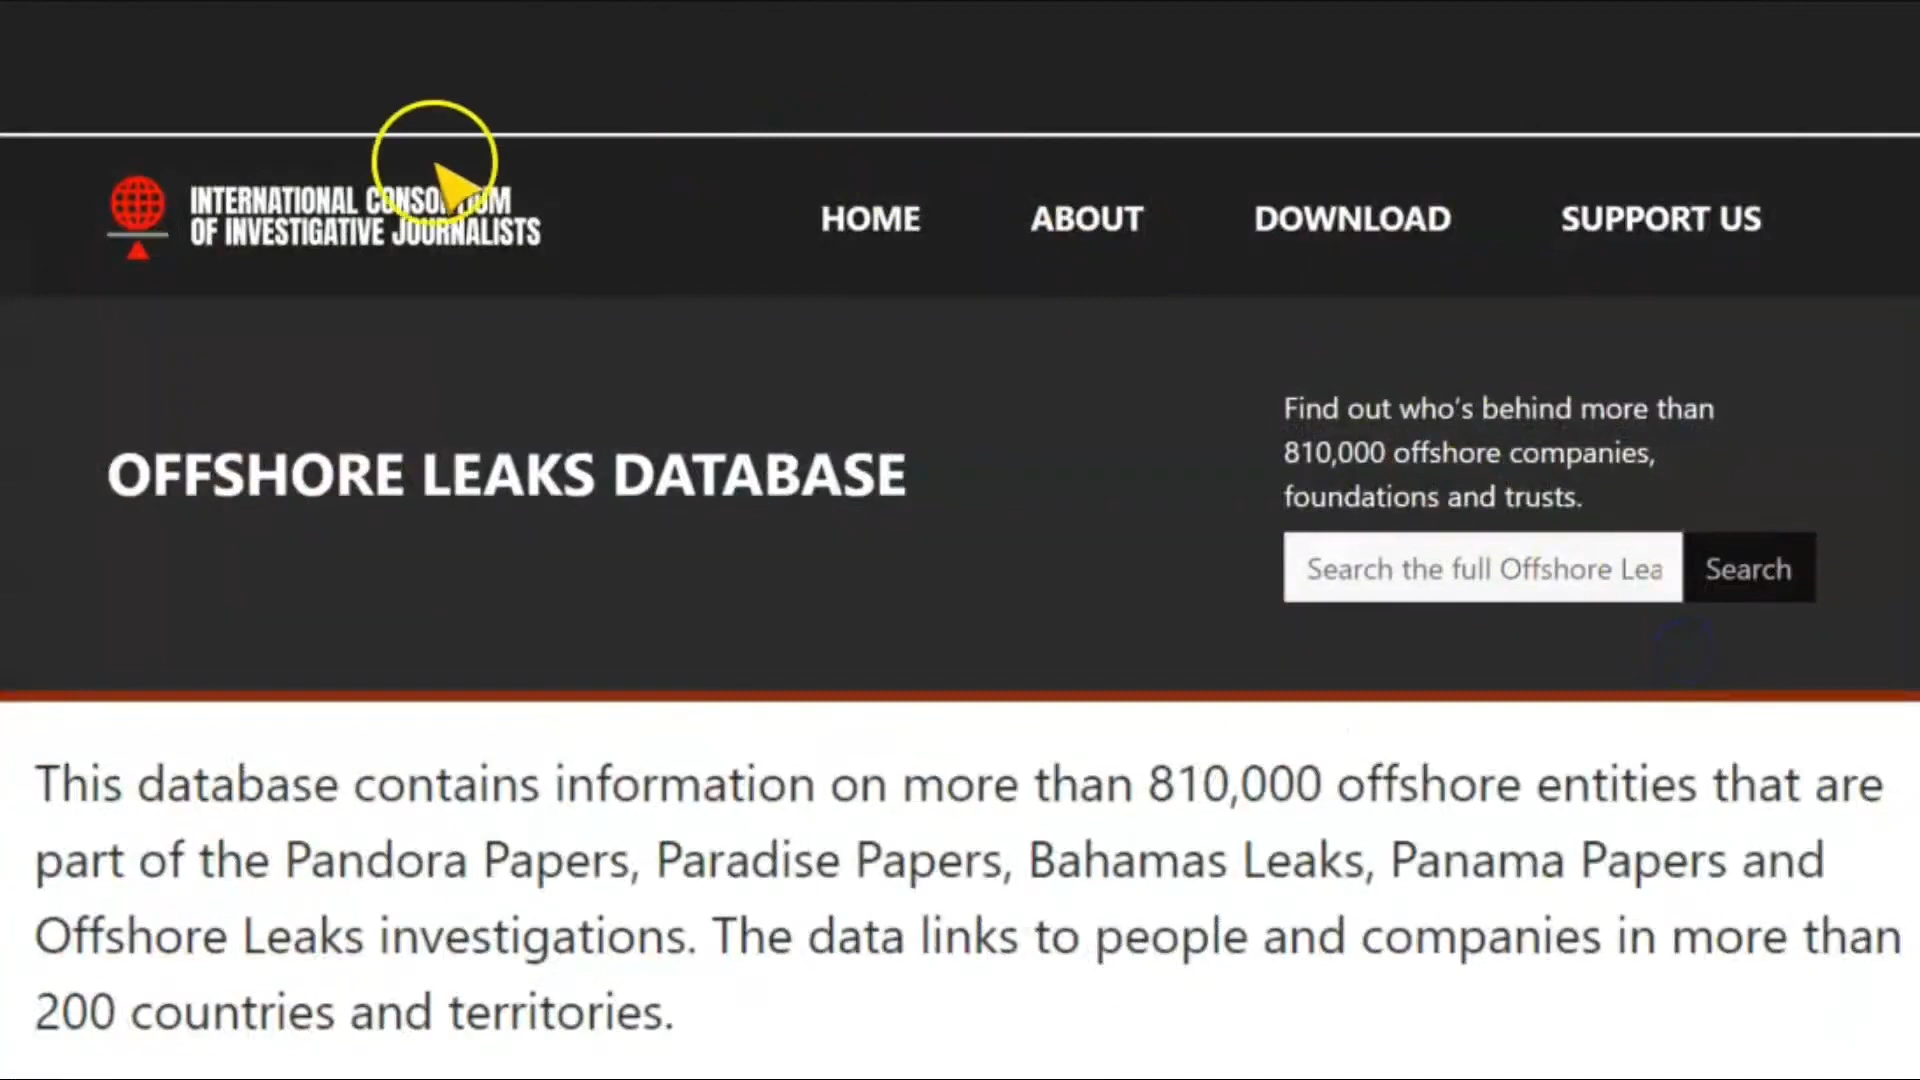 INTERNATIONAL CONSORTIUM
OF INVESTIGATIVE JOURNALISTS
HOME ABOUT DOWNLOAD SUPPORT US
OFFSHORE LEAKS DATABASE
Find out who's behind more than
810,000 offshore companies,
foundations and trusts.
Search the full Offshore Lea
Search
This database contains information on more than 810,000 offshore entities that are
part of the Pandora Papers, Paradise Papers, Bahamas Leaks, Panama Papers and
Offshore Leaks investigations. The data links to people and companies in more than
200 countries and territories.